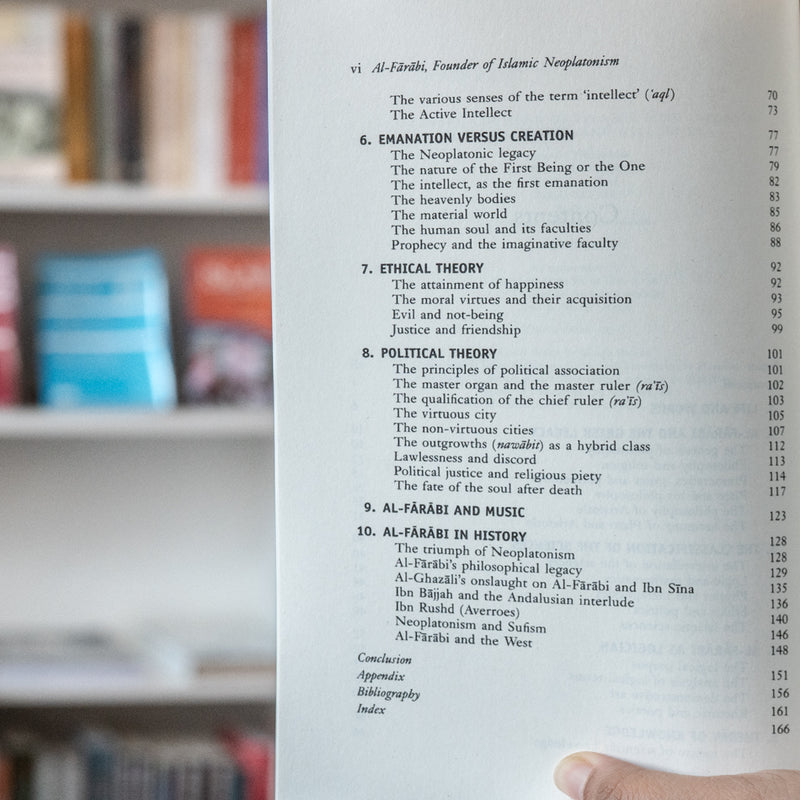 vi Al-Fārābi, Founder of Islamic Neoplatonism
The various senses of the term ‘intellect’ (‘aql) 70
The Active Intellect 73
6. EMANATION VERSUS CREATION 77
The Neoplatonic legacy 77
The nature of the First Being or the One 79
The intellect, as the first emanation 82
The heavenly bodies 83
The material world 85
The human soul and its faculties 86
Prophecy and the imaginative faculty 88
7. ETHICAL THEORY 92
The attainment of happiness 92
The moral virtues and their acquisition 93
Evil and not-being 95
Justice and friendship 99
8. POLITICAL THEORY 101
The principles of political association 101
The master organ and the master ruler (ra’īs) 102
The qualification of the chief ruler (ra’īs) 103
The virtuous city 105
The non-virtuous cities 107
The outgrowths (nawābit) as a hybrid class 112
Lawlessness and discord 113
Political justice and religious piety 114
The fate of the soul after death 117
9. AL-FĀRĀBI AND MUSIC 123
10. AL-FĀRĀBI IN HISTORY 128
The triumph of Neoplatonism 128
Al-Fārābi’s philosophical legacy 129
Al-Ghazāli’s onslaught on Al-Fārābi and Ibn Sīna 135
Ibn Bājjah and the Andalusian interlude 136
Ibn Rushd (Averroes) 140
Neoplatonism and Sufism 146
Al-Fārābi and the West 148
Conclusion 151
Appendix 156
Bibliography 161
Index 166